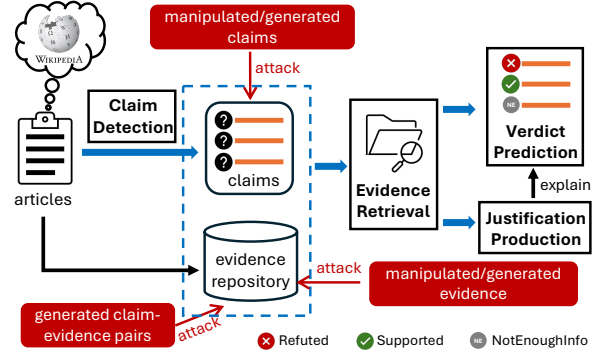 manipulated/generated
claims
WIKIPEDIA
attack
Claim
Detection
?
?
?
claims
articles
Evidence
Retrieval
NE
Verdict
Prediction
explain
Justification
Production
evidence
repository
attack
manipulated/generated
evidence
generated claim-
evidence pairs
attack
Refuted
Supported
NE
NotEnoughInfo